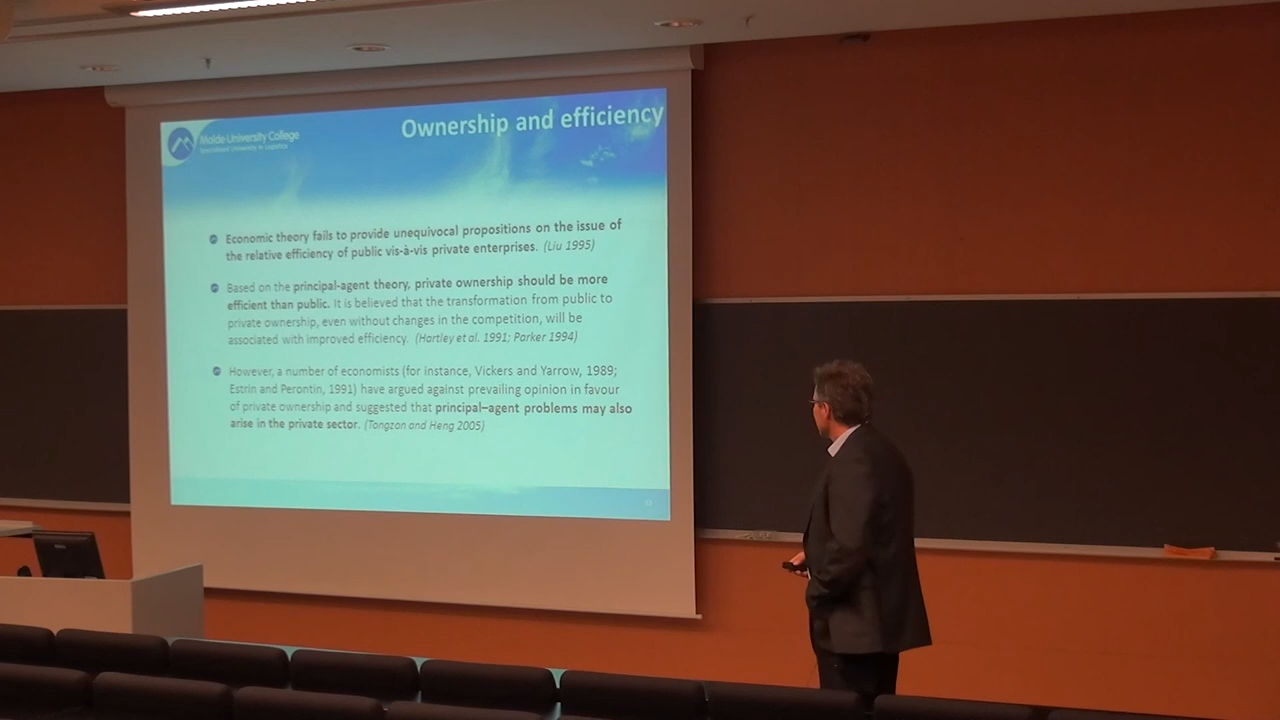 Molde University College
Specialized University in Logistics
Ownership and efficiency
Economic theory fails to provide unequivocal propositions on the issue of
the relative efficiency of public vis-à-vis private enterprises. (Liu 1995)
Based on the principal-agent theory, private ownership should be more
efficient than public. It is believed that the transformation from public to
private ownership, even without changes in the competition, will be
associated with improved efficiency. (Hartley et al. 1991; Parker 1994)
However, a number of economists (for instance, Vickers and Yarrow, 1989;
Estrin and Perontin, 1991) have argued against prevailing opinion in favour
of private ownership and suggested that principal–agent problems may also
arise in the private sector. (Tongzon and Heng 2005)